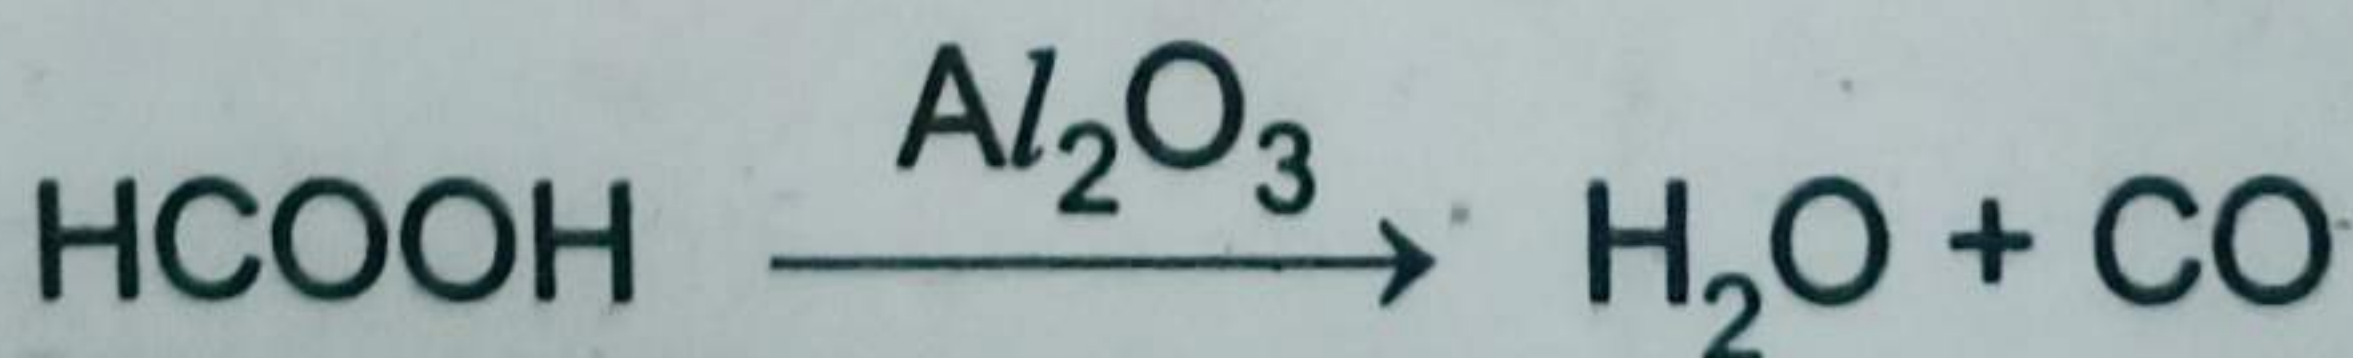 Al₂O₃
HCOOH → H₂O + CO